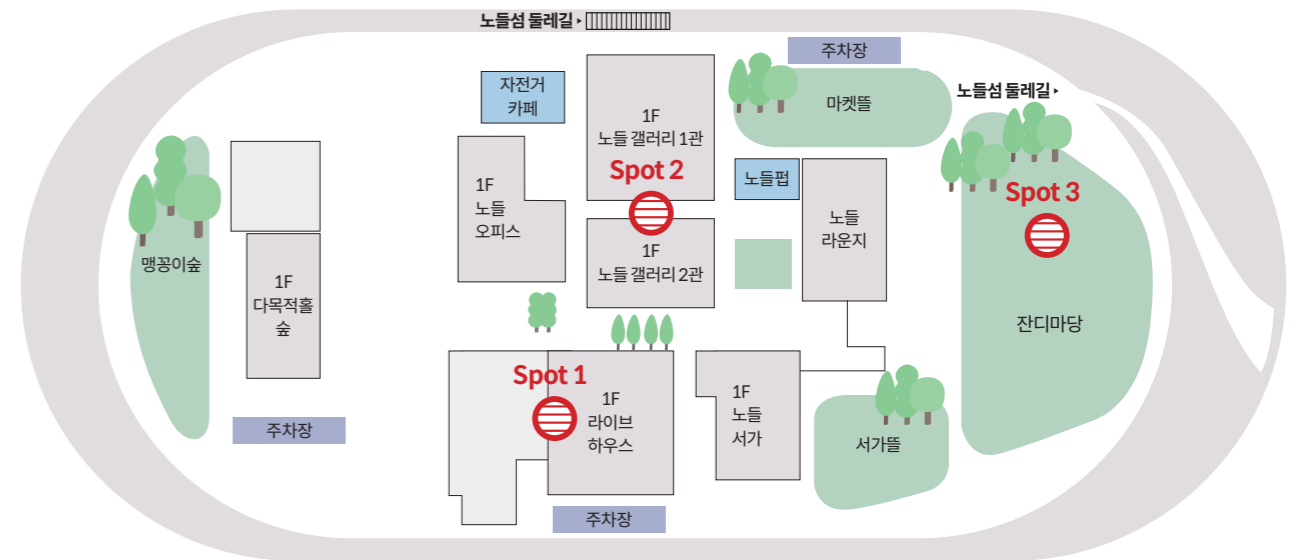 노들섬 둘레길 ▸
주차장
자전거
카페
1F
노들 갤러리 1관
Spot 2
마켓뜰
노들섬 둘레길 ▸
1F
노들
오피스
노들펍
노들
라운지
Spot 3
맹꽁이숲
1F
다목적홀
숲
1F
노들 갤러리 2관
잔디마당
Spot 1
1F
라이브
하우스
1F
노들
서가
서가뜰
주차장
주차장